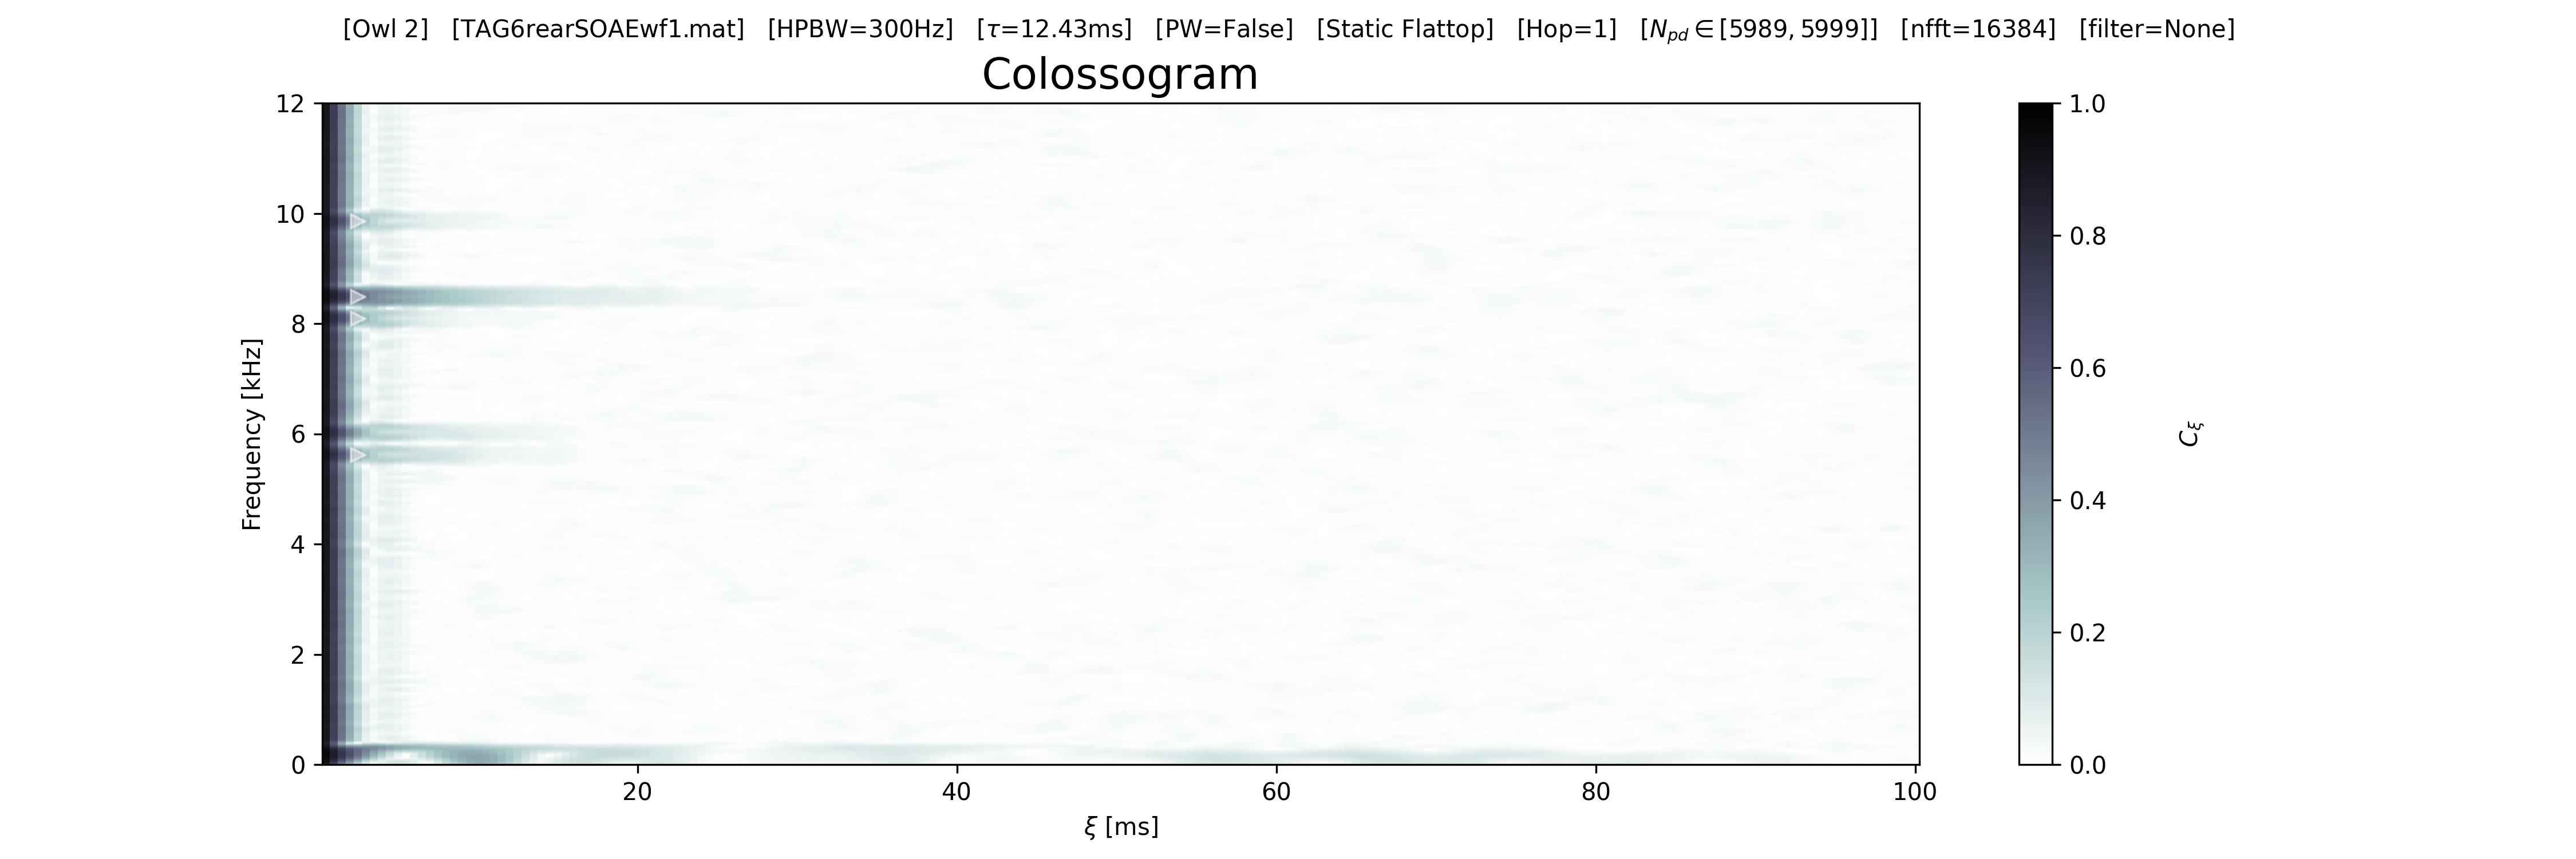 [Owl 2] [TAG6rearSOAEwf1.mat] [HPBW=300Hz] [τ=12.43ms] [PW=False] [Static Flattop] [Hop=1] [N_pd ∈ [5989, 5999]] [nfft=16384] [filter=None]
Colossogram
12
10
8
6
4
2
0
Frequency [kHz]
20 40 60 80 100
ξ [ms]
1.0
0.8
0.6
0.4
0.2
0.0
C_ξ